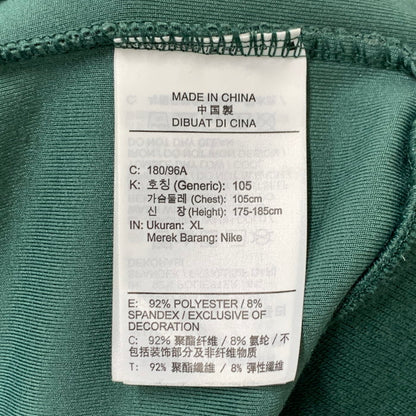 MADE IN CHINA
中国製
DIBUAT DI CINA
C: 180/96A
K: 호칭 (Generic): 105
가슴둘레 (Chest): 105cm
신 장 (Height): 175-185cm
IN: Ukuran: XL
Merek Barang: Nike
E: 92% POLYESTER / 8%
SPANDEX / EXCLUSIVE OF
DECORATION
C: 92% 聚酯纤维 / 8% 氨纶 / 不
包括装饰部分及非纤维部分
T: 92% 聚酯纖維 / 8% 彈性纖維